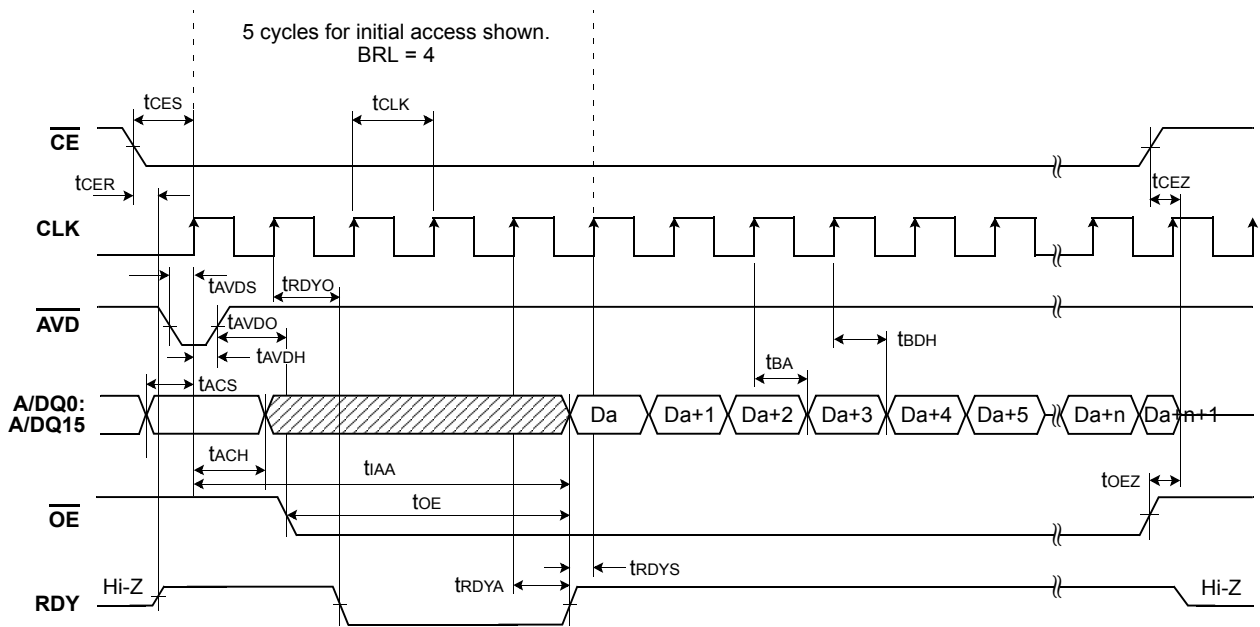 5 cycles for initial access shown.
BRL = 4
tCES
tCLK
CE
tCER
tCEZ
CLK
tAVDS
tRDYO
AVD
tAVDO
tAVDH
tBDH
tBA
tACS
A/DQ0:
A/DQ15
Da
Da+1
Da+2
Da+3
Da+4
Da+5
Da+n
Da+n+1
tACH
tIAA
tOEZ
tOE
OE
tRDYA
tRDYS
Hi-Z
Hi-Z
RDY